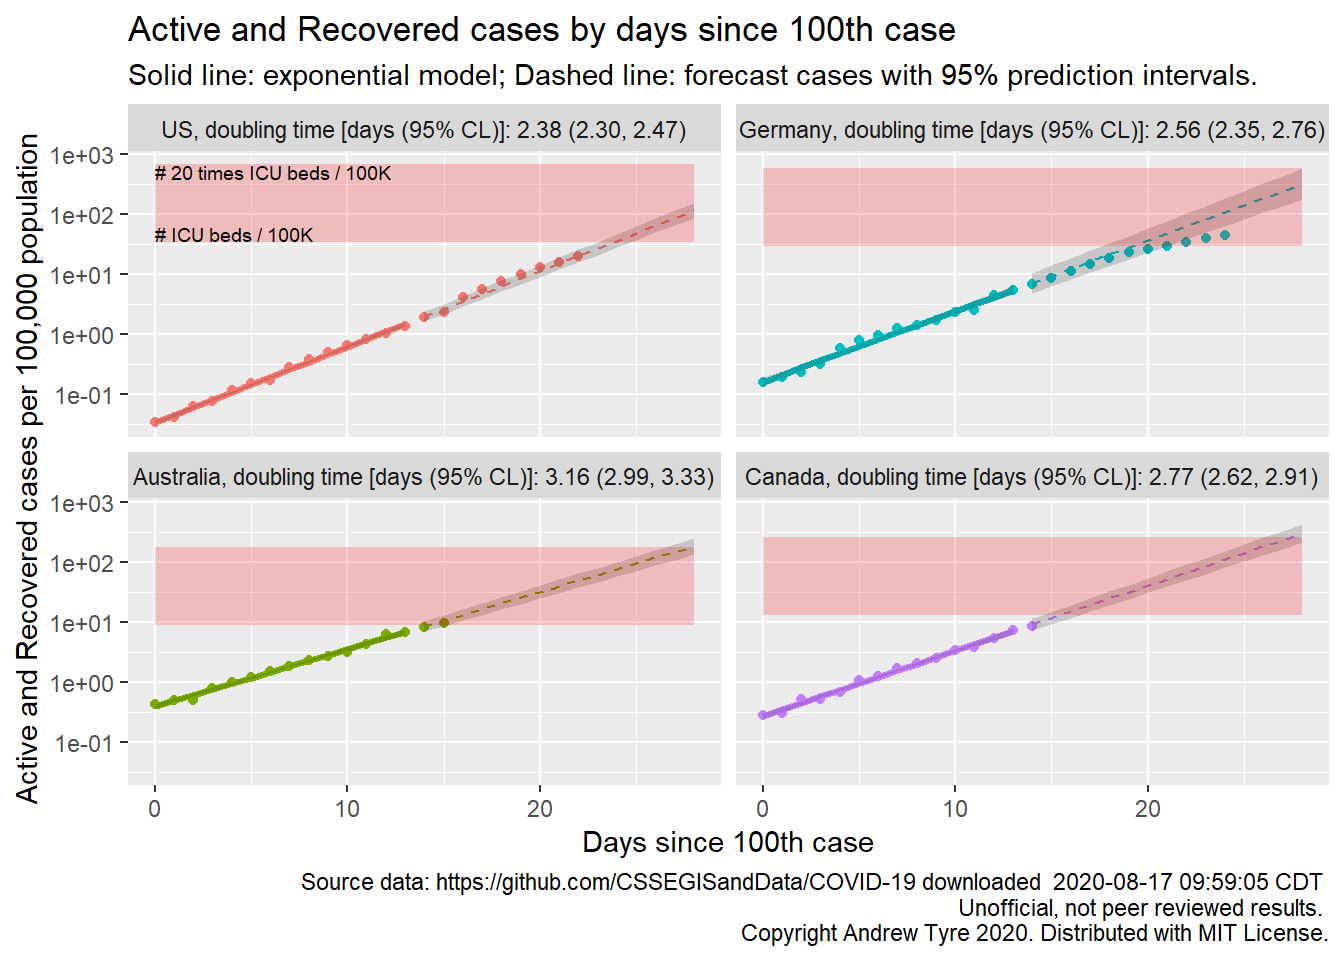 Active and Recovered cases by days since 100th case
Solid line: exponential model; Dashed line: forecast cases with 95% prediction intervals.
Active and Recovered cases per 100,000 population
US, doubling time [days (95% CL)]: 2.38 (2.30, 2.47)
Germany, doubling time [days (95% CL)]: 2.56 (2.35, 2.76)
1e+03
1e+02
1e+01
1e+00
1e-01
# 20 times ICU beds / 100K
# ICU beds / 100K
Australia, doubling time [days (95% CL)]: 3.16 (2.99, 3.33)
Canada, doubling time [days (95% CL)]: 2.77 (2.62, 2.91)
1e+03
1e+02
1e+01
1e+00
1e-01
0 10 20
0 10 20
Days since 100th case
Source data: https://github.com/CSSEGISandData/COVID-19 downloaded 2020-08-17 09:59:05 CDT
Unofficial, not peer reviewed results.
Copyright Andrew Tyre 2020. Distributed with MIT License.